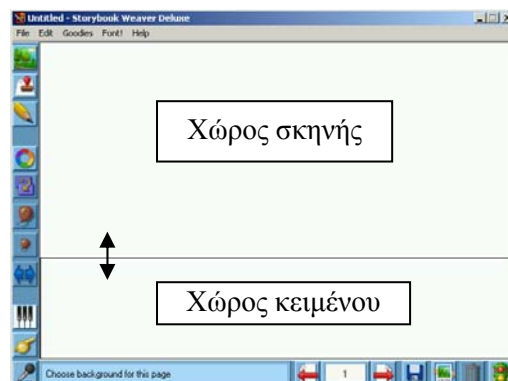 Untitled - Storybook Weaver Deluxe
File Edit Goodies Font! Help
Χώρος σκηνής
Χώρος κειμένου
Choose background for this page
1